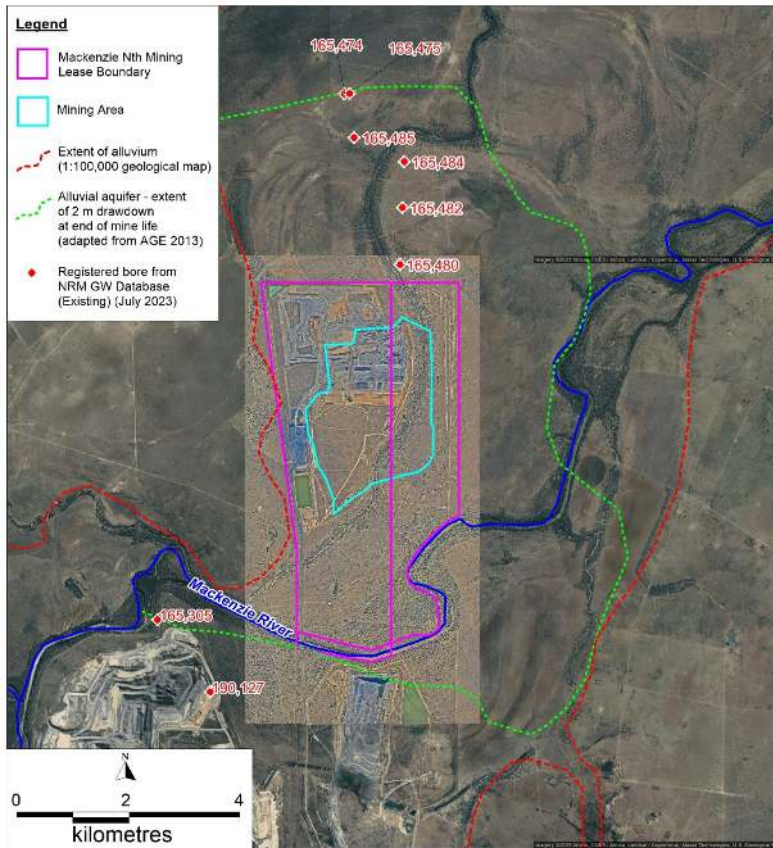 Legend
Mackenzie Nth Mining
Lease Boundary
Mining Area
Extent of alluvium
(1:100,000 geological map)
Alluvial aquifer - extent
of 2 m drawdown
at end of mine life
(adapted from AGE 2013)
Registered bore from
NRM GW Database
(Existing) (July 2023)
165,474
165,475
165,485
165,484
165,482
165,480
Mackenzie River
165,305
190,127
N
0 2 4
kilometres